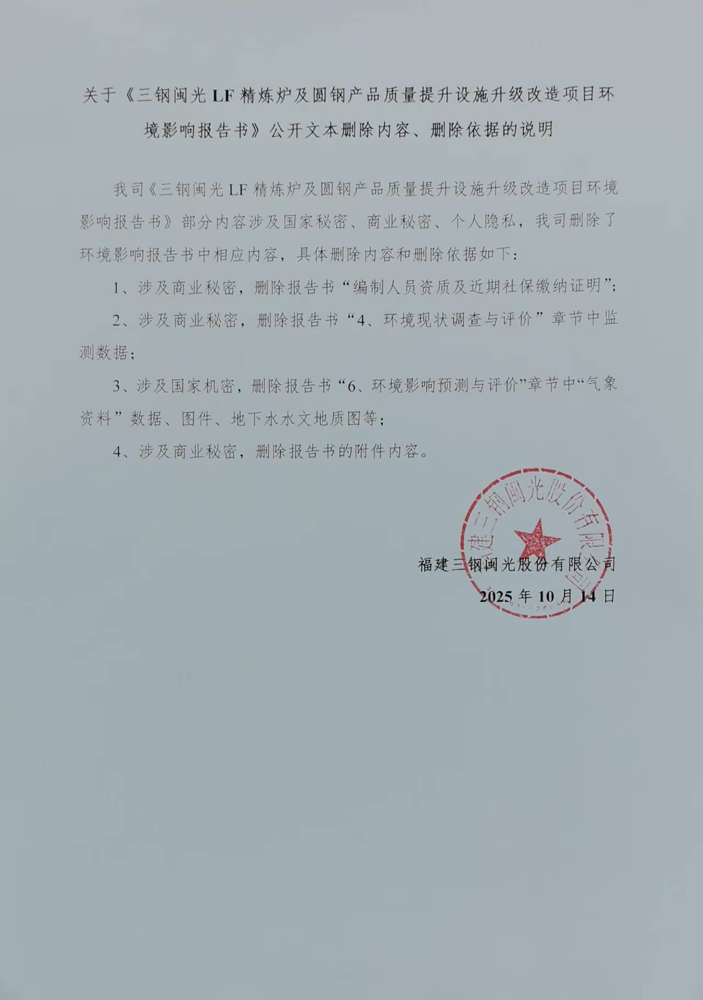 关于《三钢闽光 LF 精炼炉及圆钢产品质量提升设施升级改造项目环
境影响报告书》公开文本删除内容、删除依据的说明
我司《三钢闽光 LF 精炼炉及圆钢产品质量提升设施升级改造项目环境
影响报告书》部分内容涉及国家秘密、商业秘密、个人隐私，我司删除了
环境影响报告书中相应内容，具体删除内容和删除依据如下：
1、涉及商业秘密，删除报告书“编制人员资质及近期社保缴纳证明”；
2、涉及商业秘密，删除报告书“4、环境现状调查与评价”章节中监
测数据；
3、涉及国家机密，删除报告书“6、环境影响预测与评价”章节中“气象
资料”数据、图件、地下水水文地质图等；
4、涉及商业秘密，删除报告书的附件内容。
建三钢闽光股份有限公司
福建三钢闽光股份有限公司
2025 年 10 月 14 日